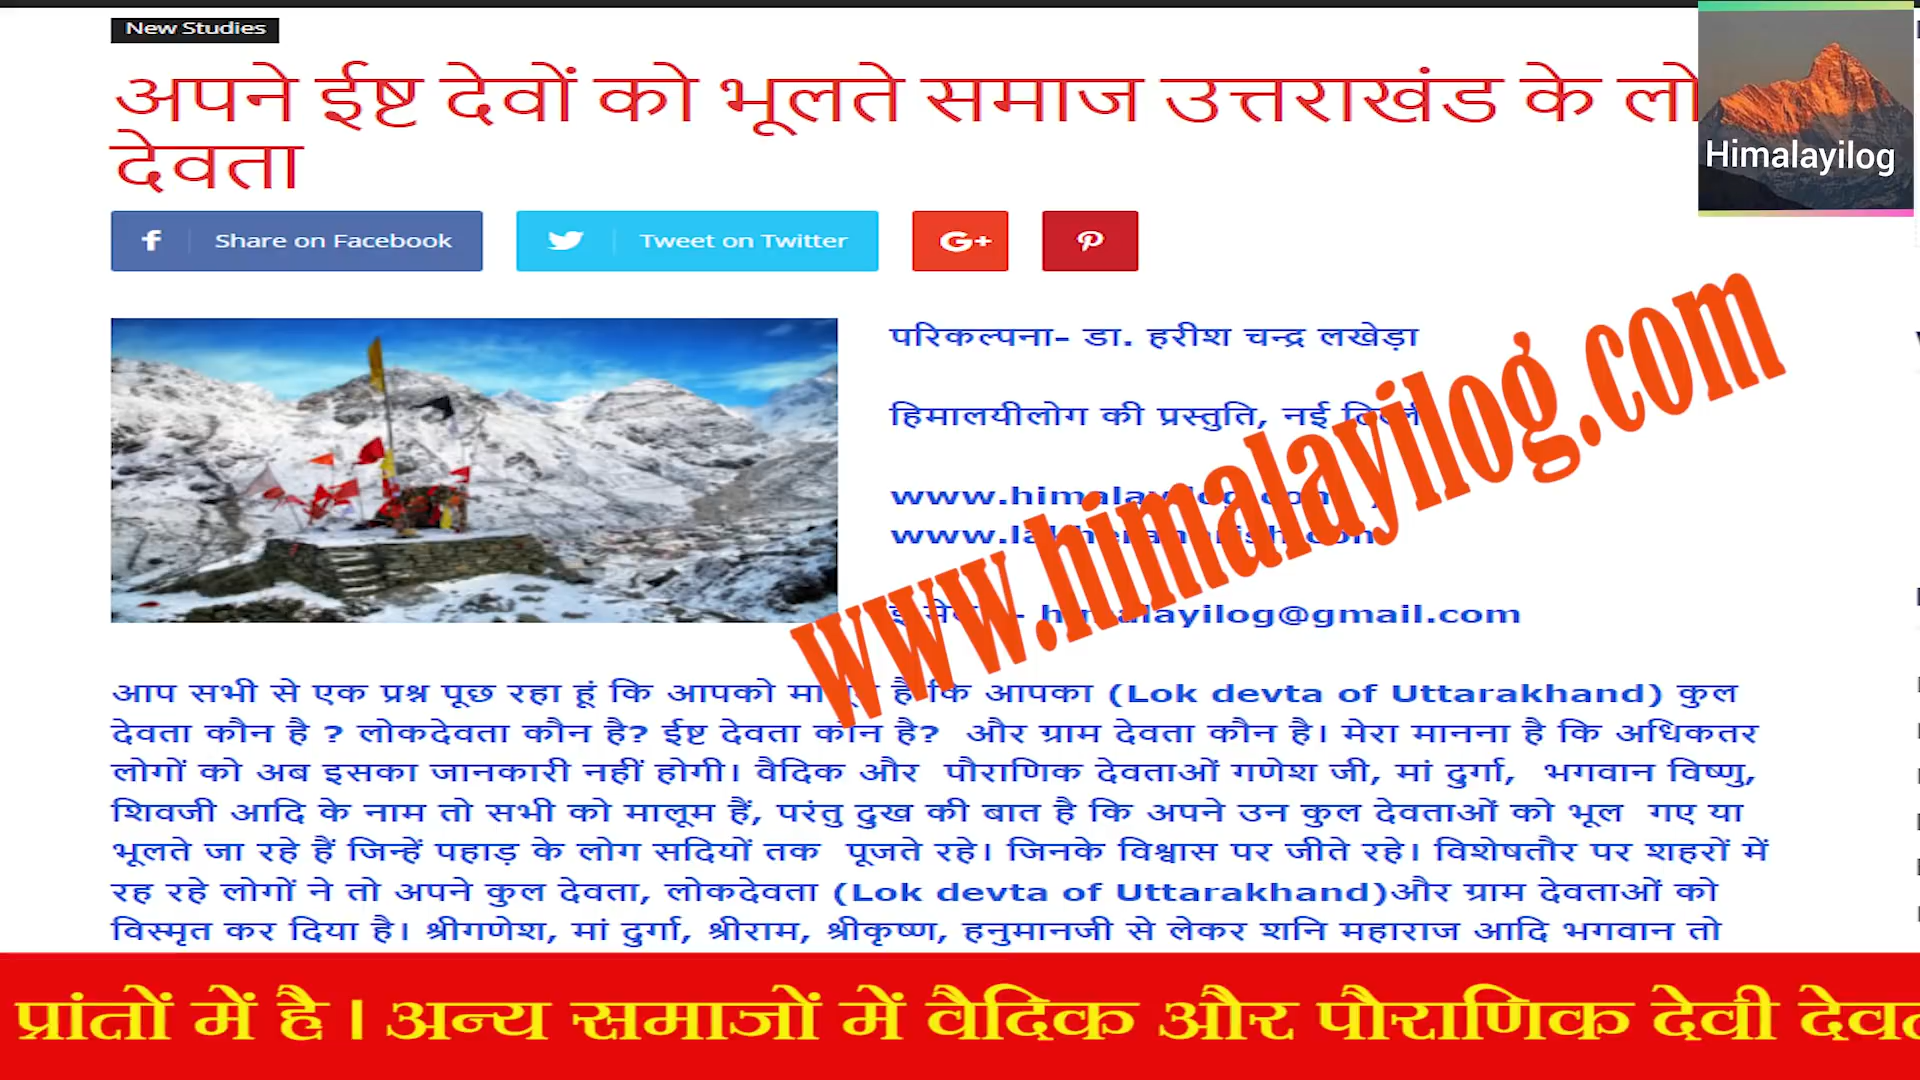 New Studies
अपने ईष्ट देवों को भूलते समाज उत्तराखंड के लो
देवता
Himalayilog
Share on Facebook
Tweet on Twitter
G+
परिकल्पना- डा. हरीश चन्द्र लखेड़ा
हिमालयीलोग की प्रस्तुति, नई
www.himalayilog.com
www.himalayilog.com
himalayilog@gmail.com
आप सभी से एक प्रश्न पूछ रहा हूं कि आपको है कि आपका (Lok devta of Uttarakhand) कुल
देवता कौन है ? लोकदेवता कौन है? ईष्ट देवता कौन है? और ग्राम देवता कौन है। मेरा मानना है कि अधिकतर
लोगों को अब इसका जानकारी नहीं होगी। वैदिक और पौराणिक देवताओं गणेश जी, मां दुर्गा, भगवान विष्णु,
शिवजी आदि के नाम तो सभी को मालूम हैं, परंतु दुख की बात है कि अपने उन कुल देवताओं को भूल गए या
भूलते जा रहे हैं जिन्हें पहाड़ के लोग सदियों तक पूजते रहे। जिनके विश्वास पर जीते रहे। विशेषतौर पर शहरों में
रह रहे लोगों ने तो अपने कुल देवता, लोकदेवता (Lok devta of Uttarakhand)और ग्राम देवताओं को
विस्मृत कर दिया है। श्रीगणेश, मां दुर्गा, श्रीराम, श्रीकृष्ण, हनुमानजी से लेकर शनि महाराज आदि भगवान तो
प्रांतों में है। अन्य समाजों में वैदिक और पौराणिक देवी